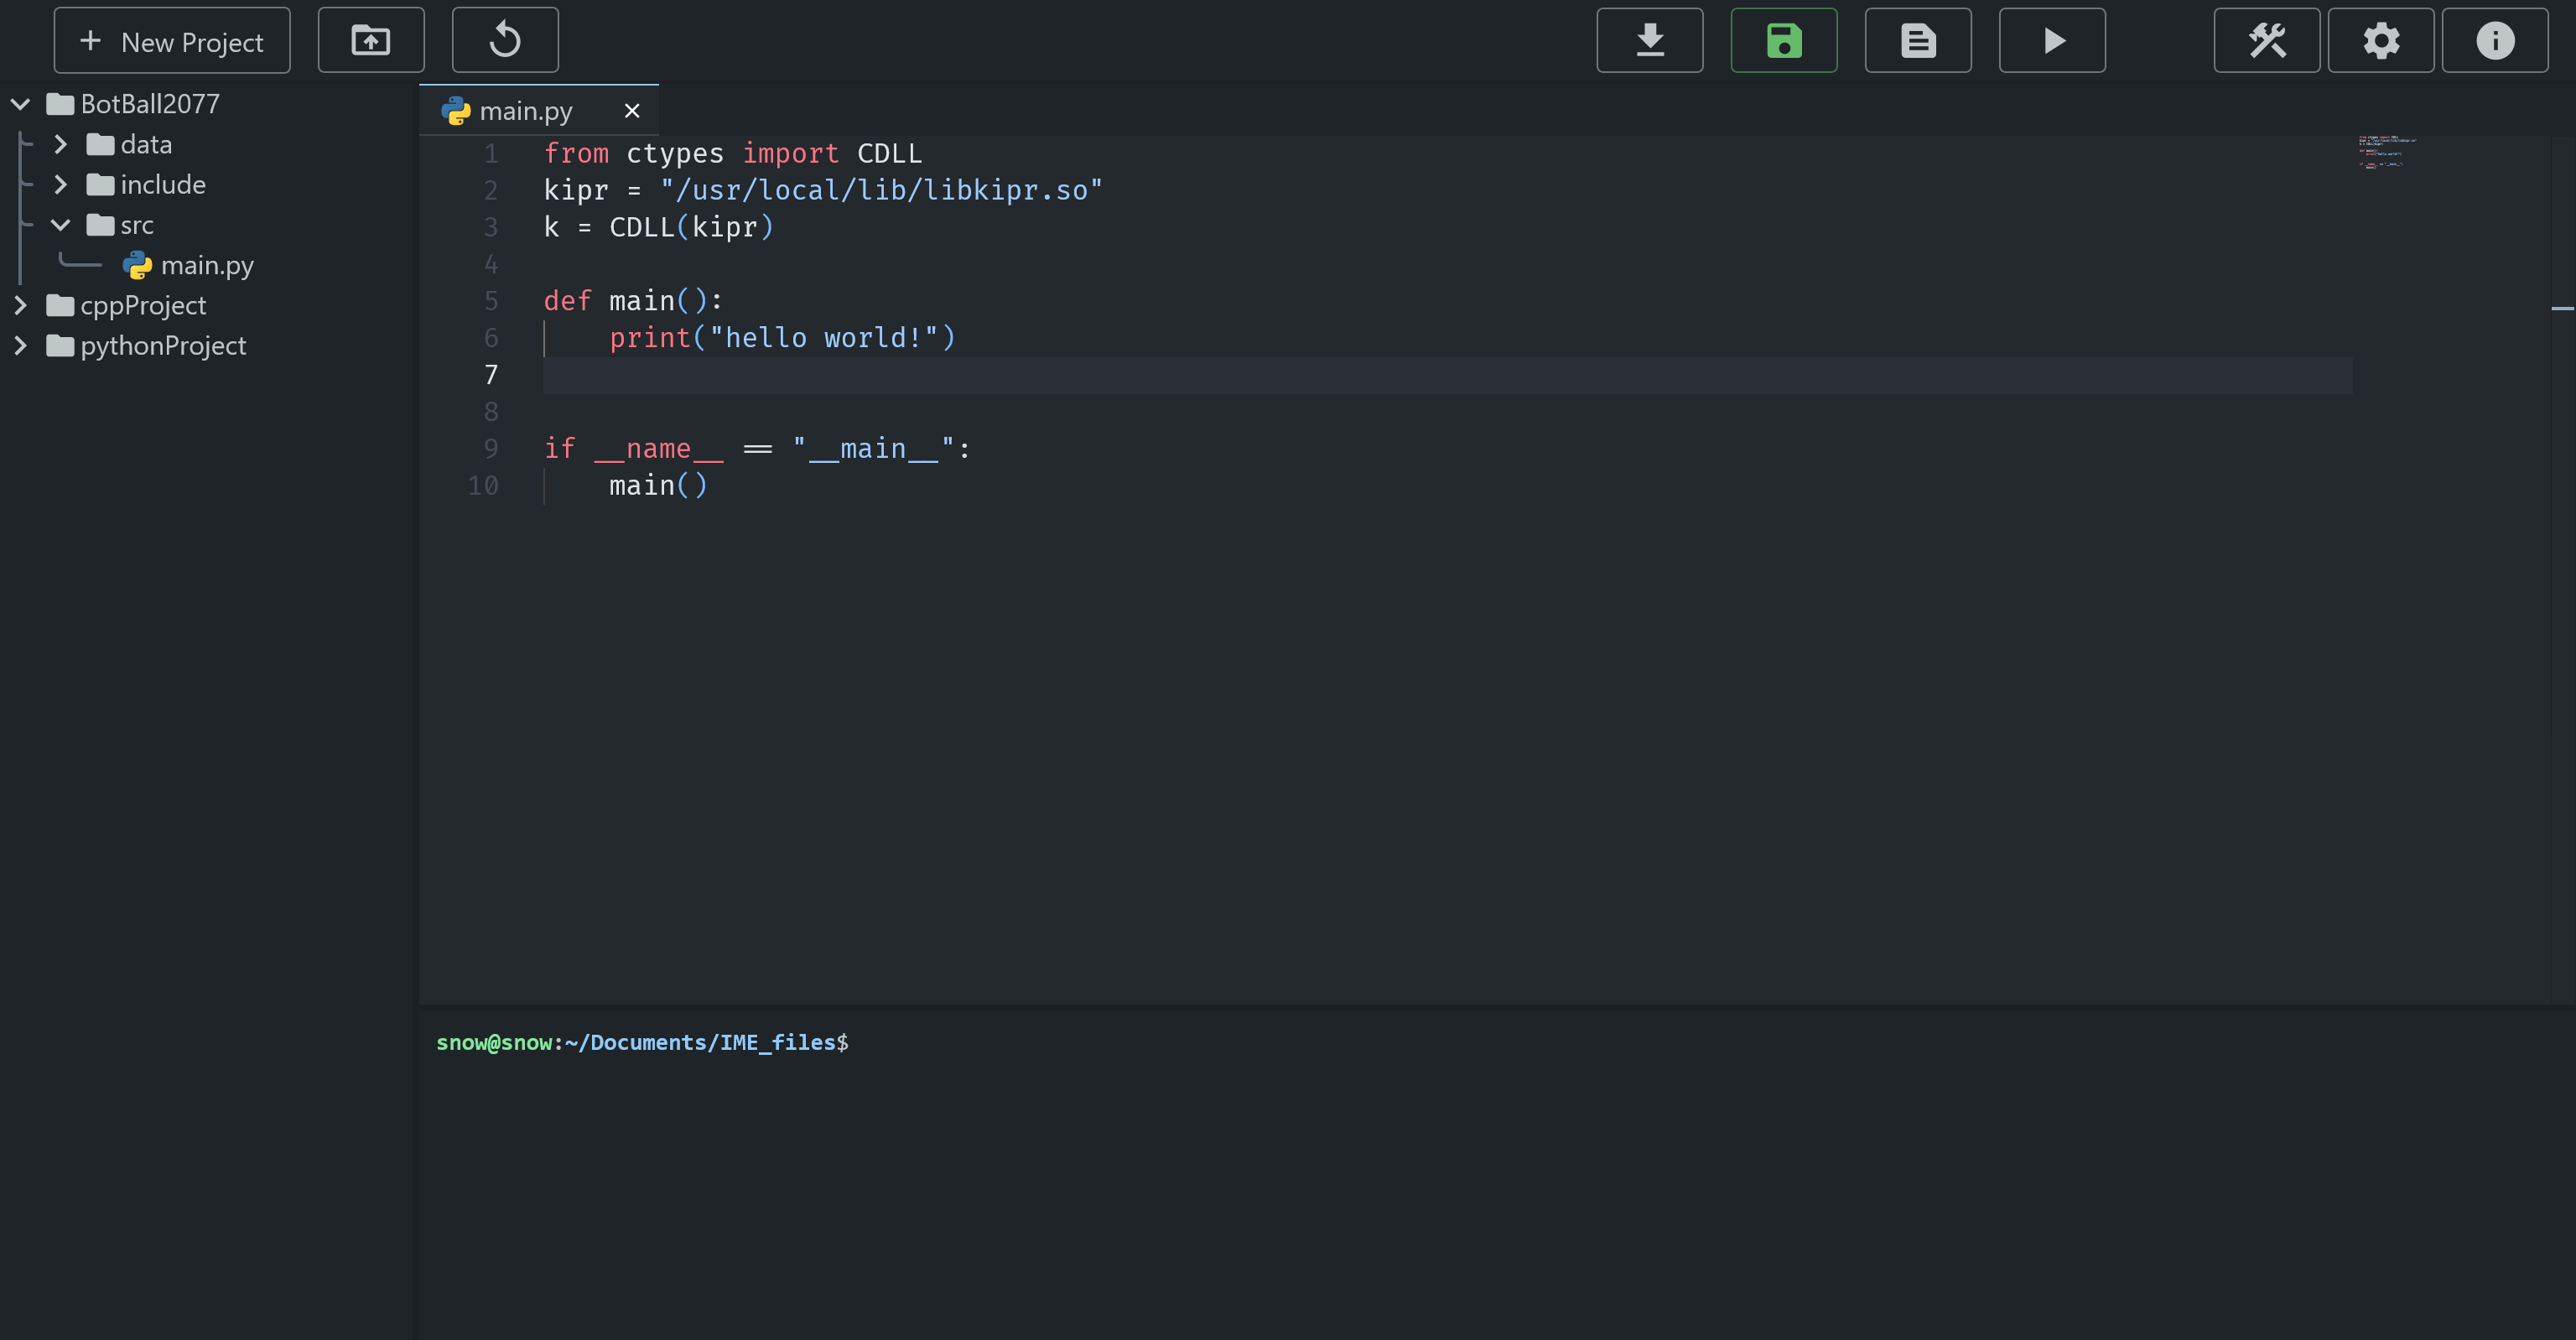 New Project
BotBall2077
data
include
src
main.py
cppProject
pythonProject
main.py
1 from ctypes import CDLL
2 kipr = "/usr/local/lib/libkipr.so"
3 k = CDLL(kipr)
4
5 def main():
6     print("hello world!")
7
8
9 if __name__ == "__main__":
10     main()
snow@snow:~/Documents/IME_files$